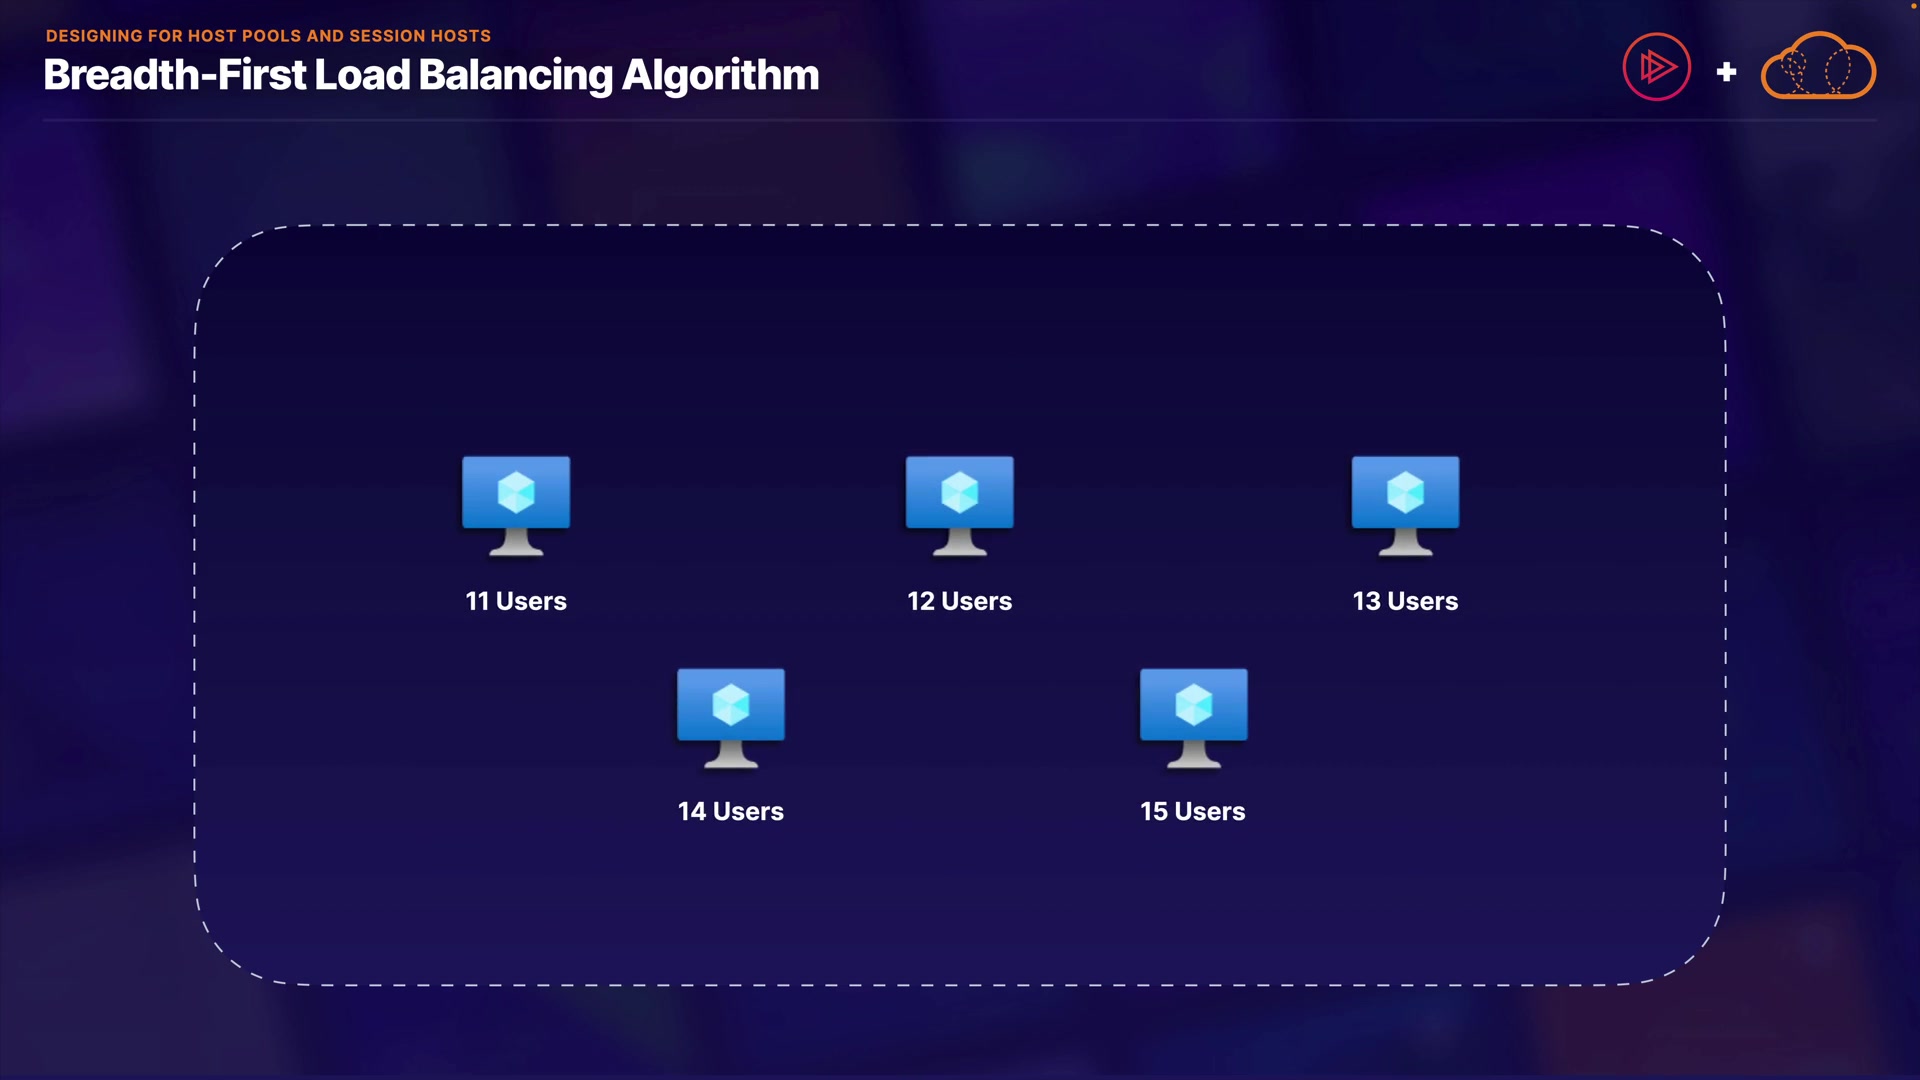 DESIGNING FOR HOST POOLS AND SESSION HOSTS
Breadth-First Load Balancing Algorithm
11 Users
12 Users
13 Users
14 Users
15 Users